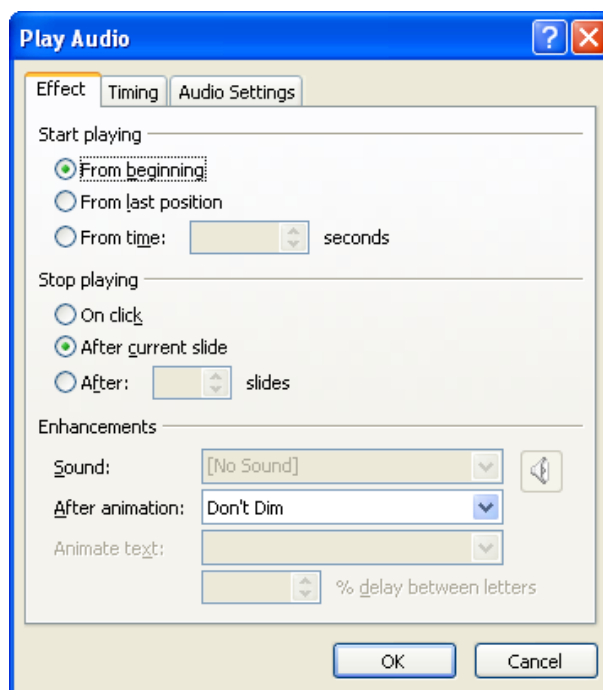 Play Audio
Effect Timing Audio Settings
Start playing
From beginning
From last position
From time: seconds
Stop playing
On click
After current slide
After: slides
Enhancements
Sound: [No Sound]
After animation: Don't Dim
Animate text:
% delay between letters
OK Cancel